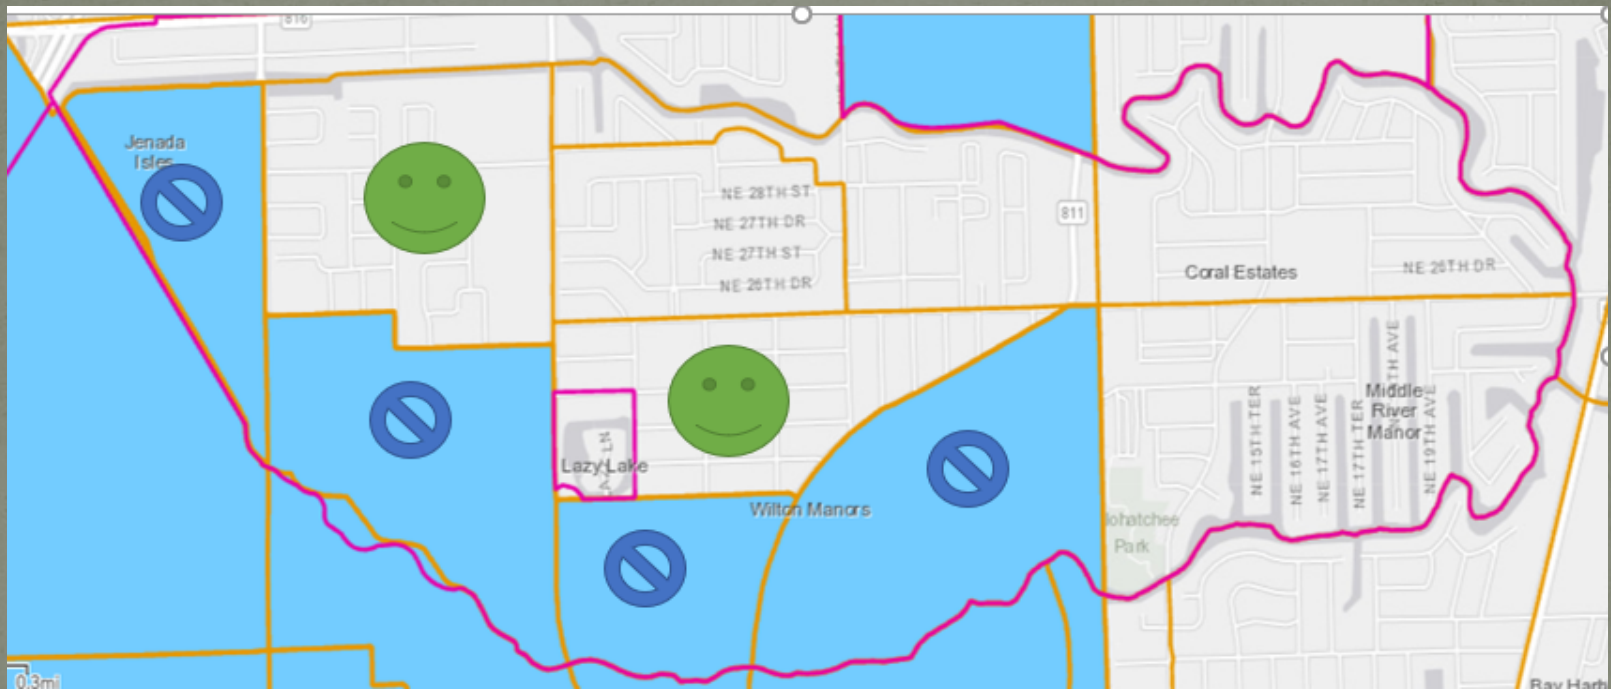 816
Jenada
Isles
NE 28TH ST
NE 27TH DR
NE 27TH ST
NE 26TH DR
811
Coral Estates
NE 26TH DR
Lazy Lake
Wilton Manors
NE 15TH TER
NE 16TH AVE
NE 17TH AVE
NE 17TH TER
NE 19TH AVE
Middle
River
Manor
Park
0.3mi